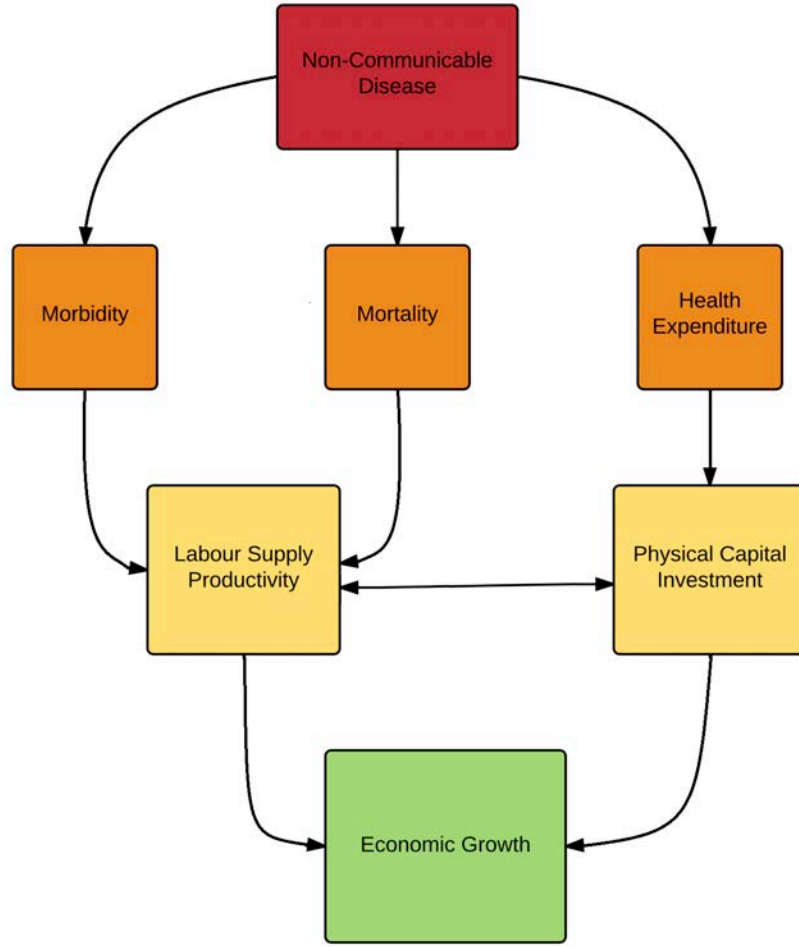 Non-Communicable
Disease
Morbidity
Mortality
Health
Expenditure
Labour Supply
Productivity
Physical Capital
Investment
Economic Growth